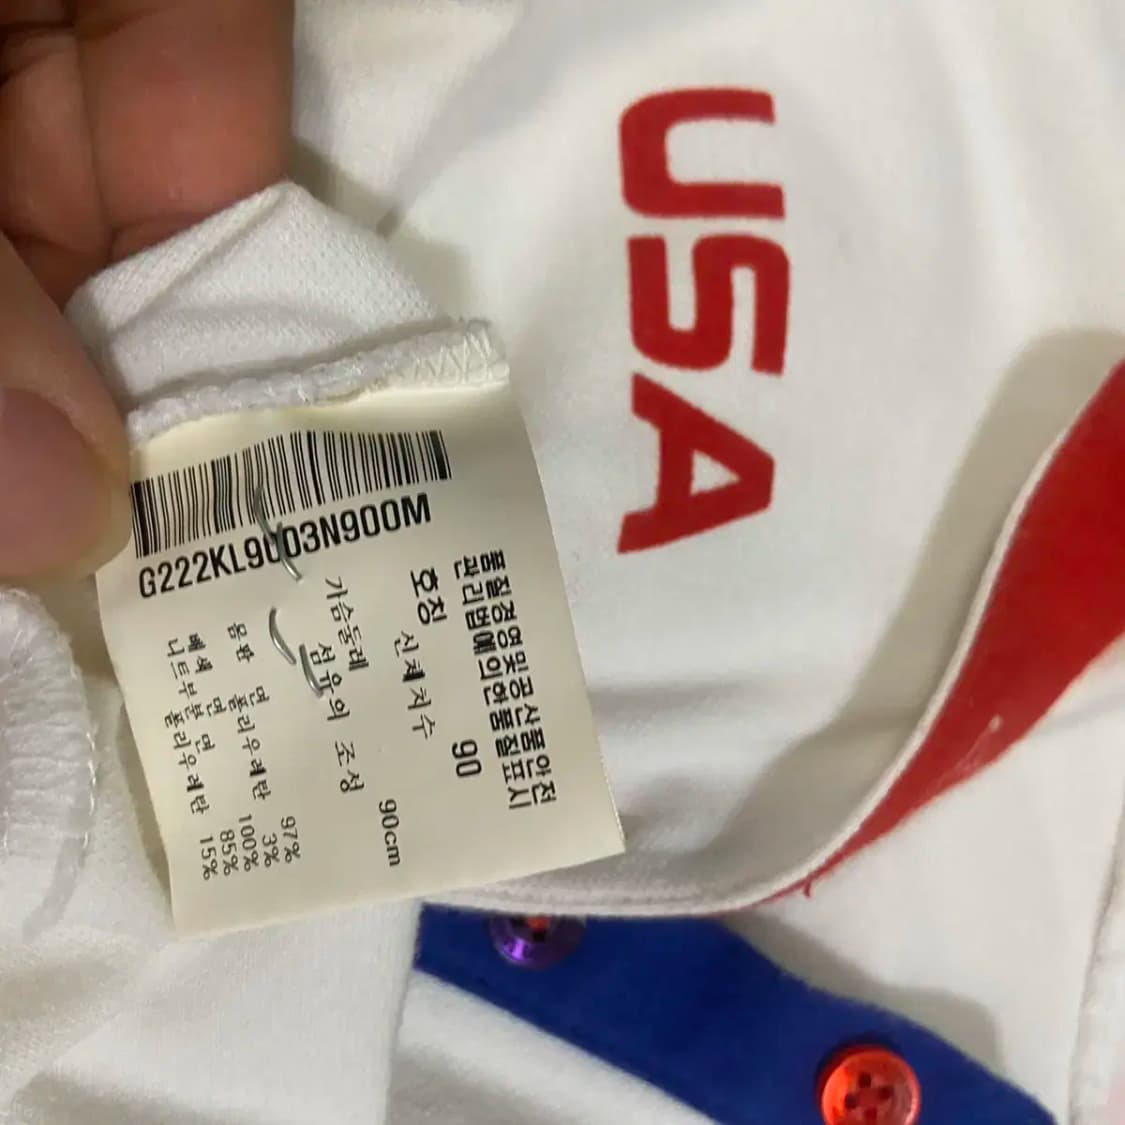 USA
G222KL9003N900M
품질경영및공산품안전
관리법에의한품질표시
호칭 90
신체치수
가슴둘레 90cm
섬유의 조성
몸판 면 97%
폴리우레탄 3%
배색 면 100%
니트부분 면 85%
폴리우레탄 15%